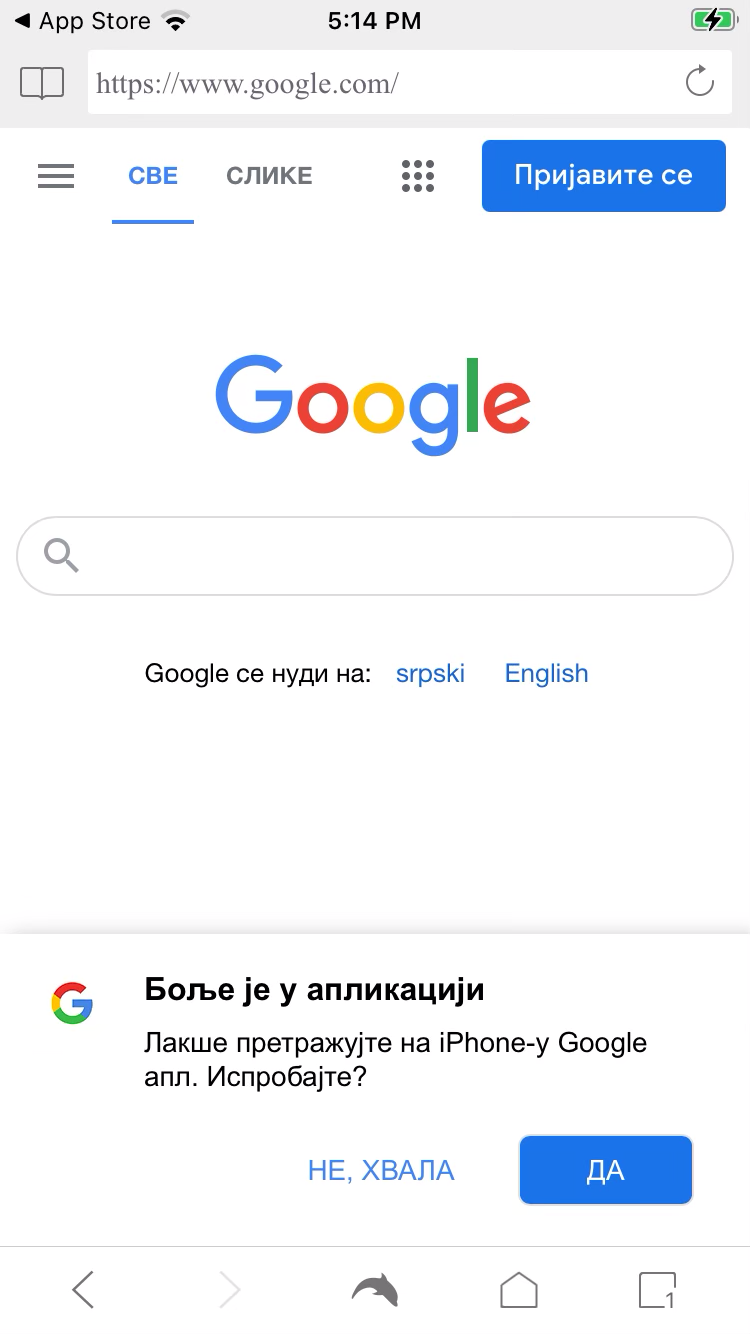 App Store
5:14 PM
https://www.google.com/
СВЕ СЛИКЕ Пријавите се
Google
Google се нуди на: srpski English
G
Боље је у апликацији
Лакше претражујте на iPhone-у Google
апл. Испробајте?
НЕ, ХВАЛА ДА
1